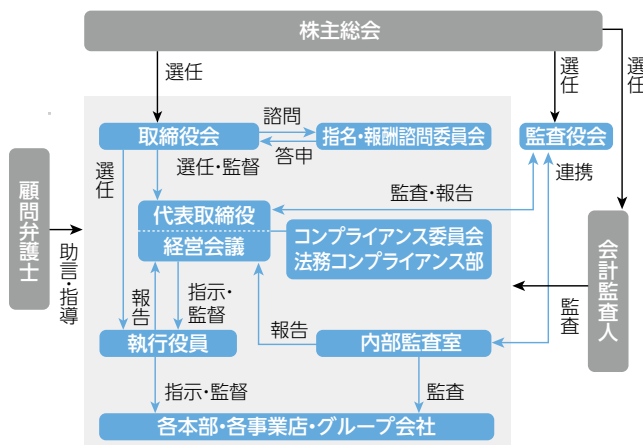 株主総会
選任
選任
選任
諮問
取締役会
指名・報酬諮問委員会
監査役会
答申
選任
選任・監督
連携
顧問弁護士
助言・指導
監査・報告
代表取締役
経営会議
コンプライアンス委員会
法務コンプライアンス部
会計監査人
監査
報告
指示・
監督
報告
執行役員
内部監査室
指示・監督
監査
各本部・各事業店・グループ会社